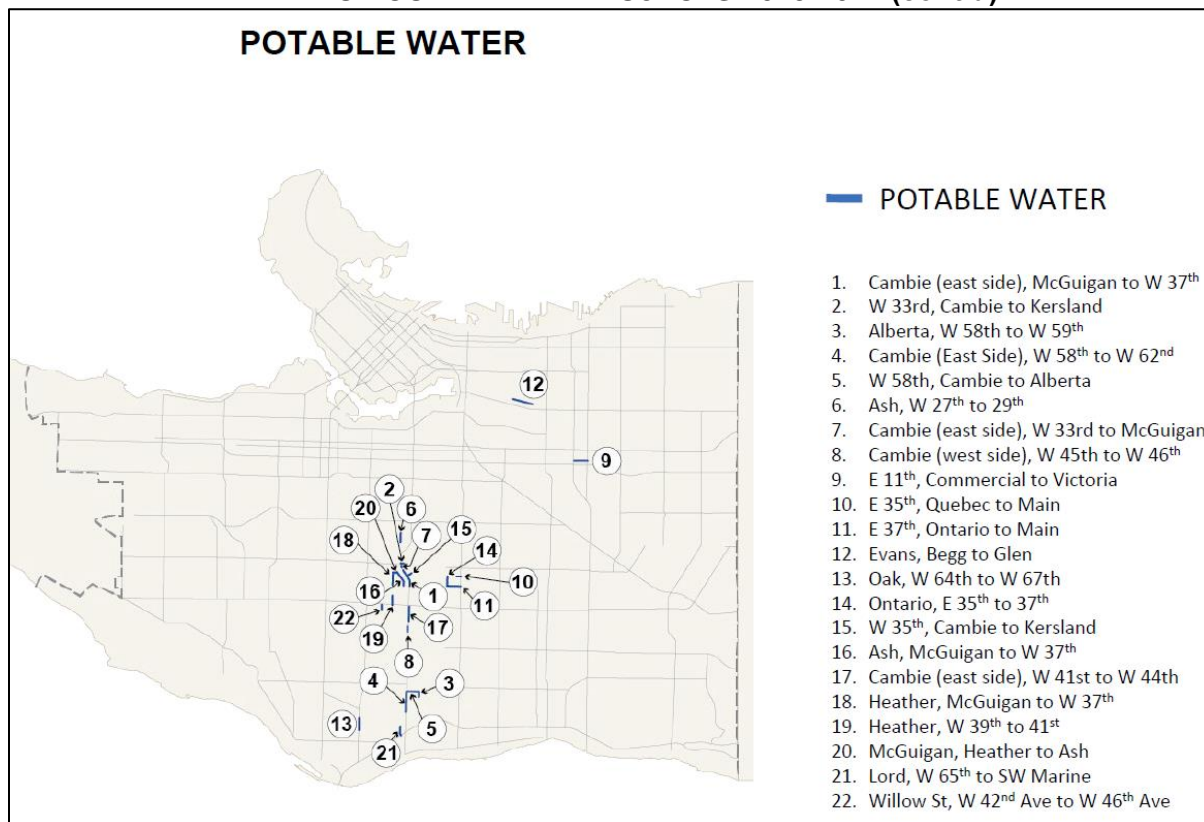 POTABLE WATER
POTABLE WATER
1. Cambie (east side), McGuigan to W 37th
2. W 33rd, Cambie to Kersland
3. Alberta, W 58th to W 59th
4. Cambie (East Side), W 58th to W 62nd
5. W 58th, Cambie to Alberta
6. Ash, W 27th to 29th
7. Cambie (east side), W 33rd to McGuigan
8. Cambie (west side), W 45th to W 46th
9. E 11th, Commercial to Victoria
10. E 35th, Quebec to Main
11. E 37th, Ontario to Main
12. Evans, Begg to Glen
13. Oak, W 64th to W 67th
14. Ontario, E 35th to 37th
15. W 35th, Cambie to Kersland
16. Ash, McGuigan to W 37th
17. Cambie (east side), W 41st to W 44th
18. Heather, McGuigan to W 37th
19. Heather, W 39th to 41st
20. McGuigan, Heather to Ash
21. Lord, W 65th to SW Marine
22. Willow St, W 42nd Ave to W 46th Ave
12
9
2
20
6
18
7
15
14
16
1
10
11
22
19
17
8
4
3
13
5
21